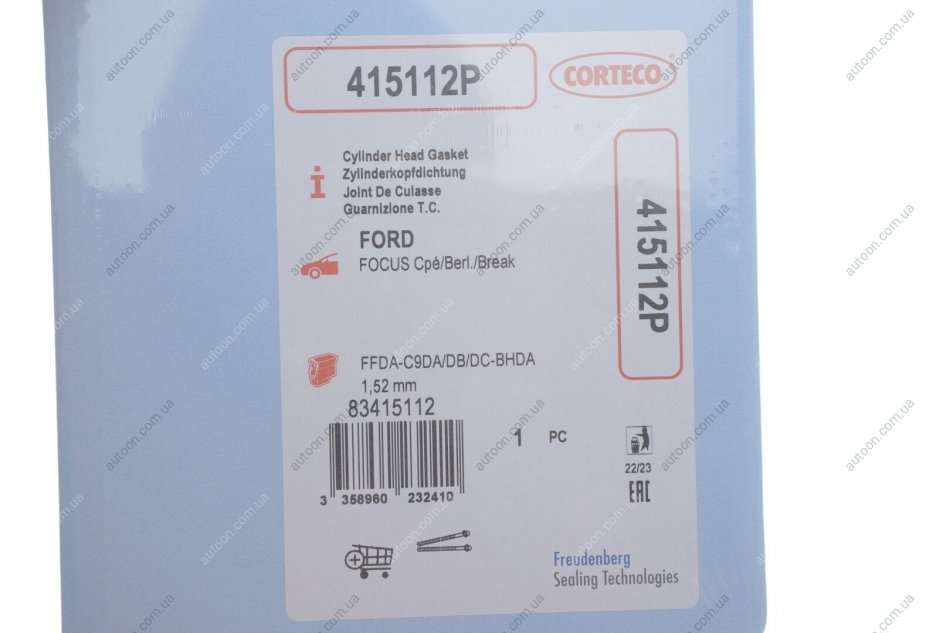 415112P
CORTECO
Cylinder Head Gasket
Zylinderkopfdichtung
Joint De Culasse
Guarnizione T.C.
415112P
FORD
FOCUS Cpé/Berl./Break
FFDA-C9DA/DB/DC-BHDA
1,52 mm
83415112
1 PC
22/23
EAC
3 358960 232410
Freudenberg
Sealing Technologies
autoon.com.ua